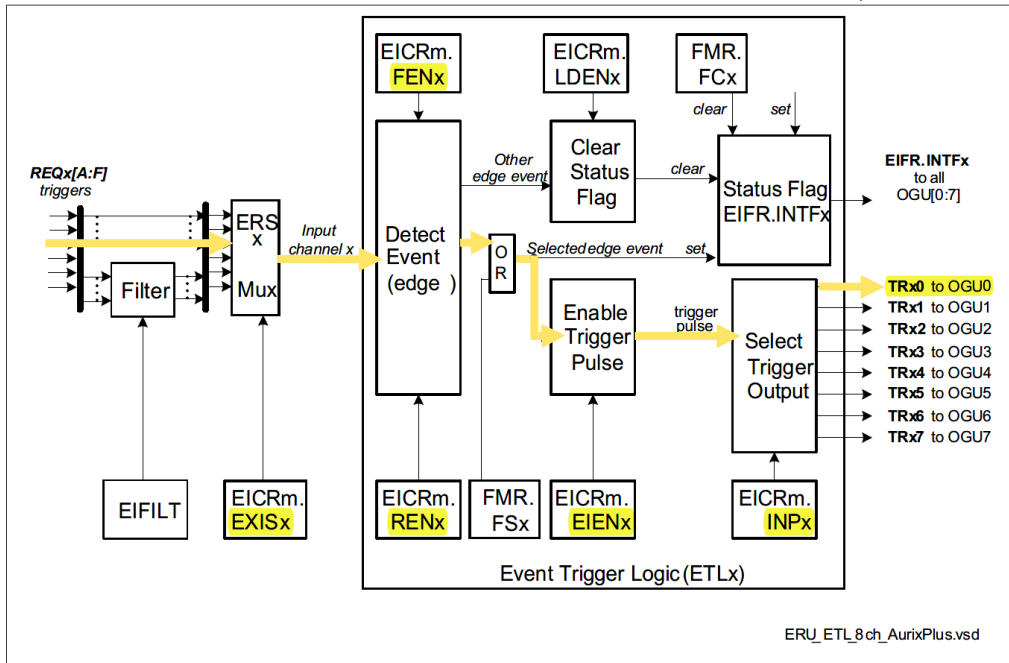 EICRm.
FENx
EICRm.
LDENx
FMR.
FCx
clear
set
REQx[A:F]
triggers
ERS
x
Mux
Filter
Input
channel x
Detect
Event
(edge )
Other
edge event
Clear
Status
Flag
clear
Status Flag
EIFR.INTFx
EIFR.INTFx
to all
OGU[0:7]
O
R
Selected edge event
set
Enable
Trigger
Pulse
trigger
pulse
Select
Trigger
Output
TRx0 to OGU0
TRx1 to OGU1
TRx2 to OGU2
TRx3 to OGU3
TRx4 to OGU4
TRx5 to OGU5
TRx6 to OGU6
TRx7 to OGU7
EIFILT
EICRm.
EXISx
EICRm.
RENx
FMR.
FSx
EICRm.
EIENx
EICRm.
INPx
Event Trigger Logic (ETLx)
ERU_ETL_8ch_AurixPlus.vsd